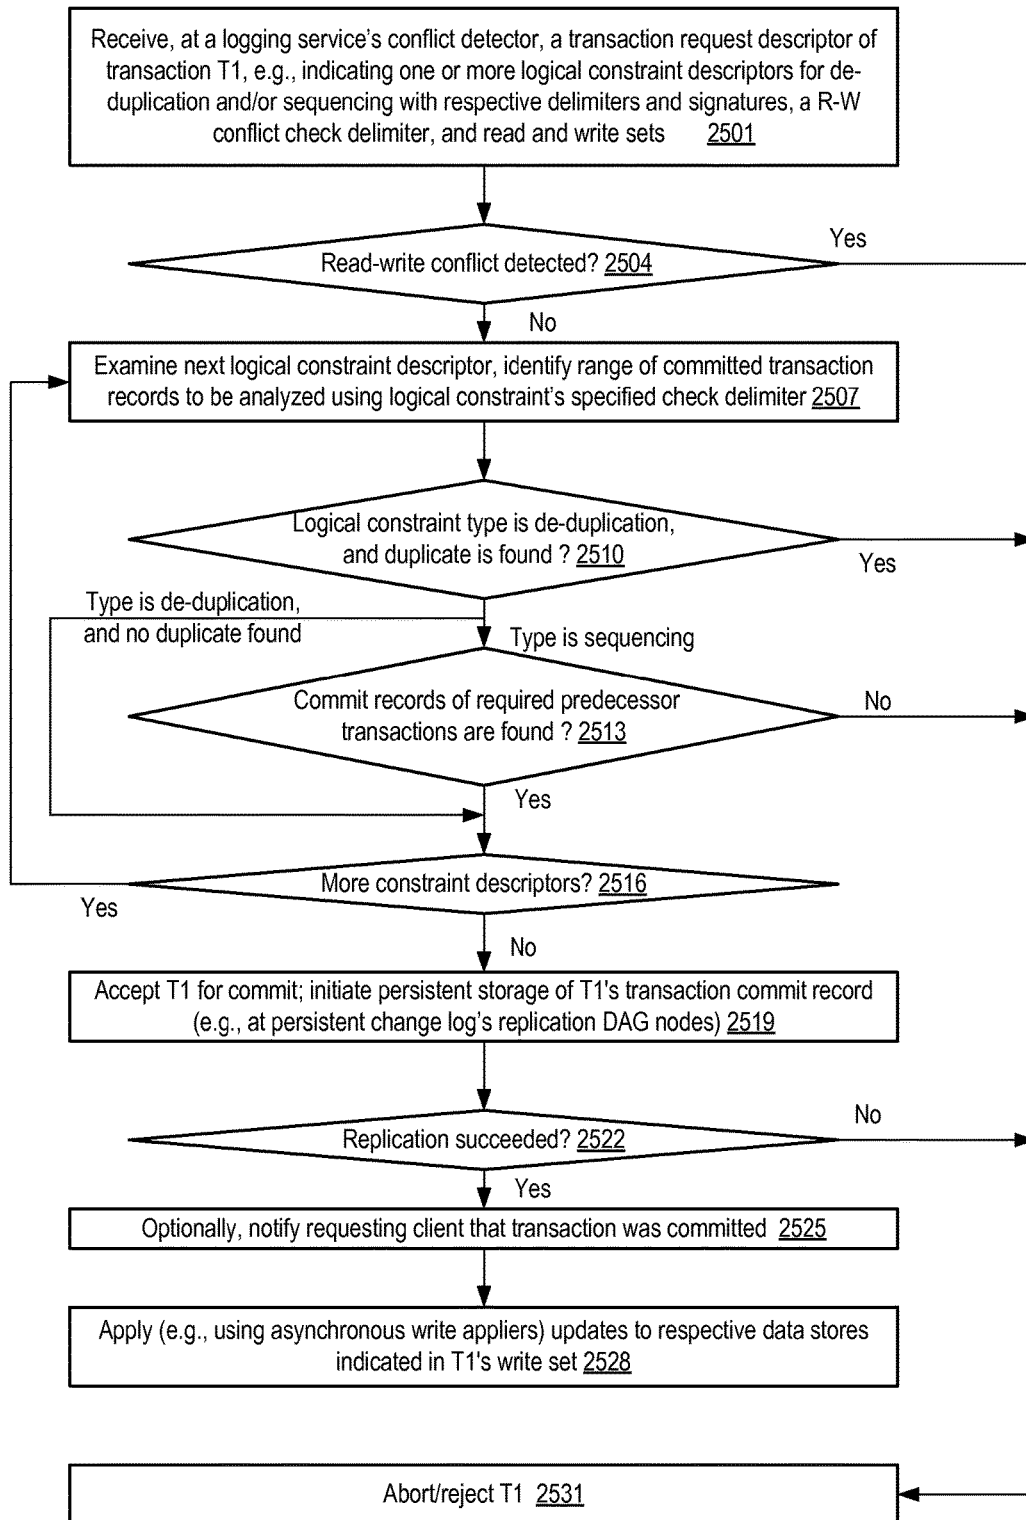 Receive, at a logging service's conflict detector, a transaction request descriptor of
transaction T1, e.g., indicating one or more logical constraint descriptors for de-
duplication and/or sequencing with respective delimiters and signatures, a R-W
conflict check delimiter, and read and write sets 2501
Yes
Read-write conflict detected? 2504
No
Examine next logical constraint descriptor, identify range of committed transaction
records to be analyzed using logical constraint's specified check delimiter 2507
Logical constraint type is de-duplication,
and duplicate is found ? 2510
Yes
Type is de-duplication,
and no duplicate found
Type is sequencing
Commit records of required predecessor
transactions are found ? 2513
No
Yes
More constraint descriptors? 2516
Yes
No
Accept T1 for commit; initiate persistent storage of T1's transaction commit record
(e.g., at persistent change log's replication DAG nodes) 2519
No
Replication succeeded? 2522
Yes
Optionally, notify requesting client that transaction was committed 2525
Apply (e.g., using asynchronous write appliers) updates to respective data stores
indicated in T1's write set 2528
Abort/reject T1 2531